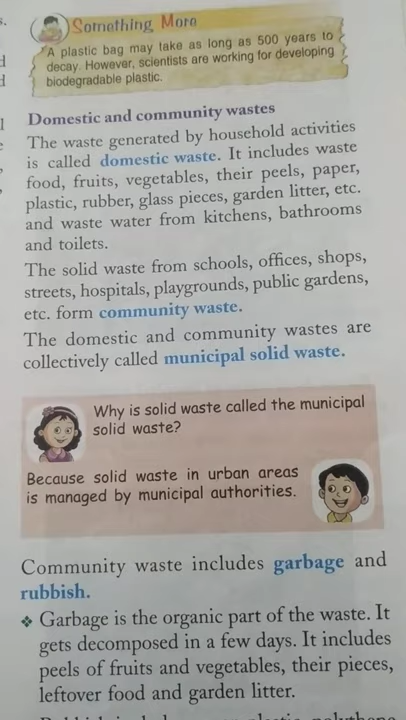 Something More
A plastic bag may take as long as 500 years to
decay. However, scientists are working for developing
biodegradable plastic.
Domestic and community wastes
The waste generated by household activities
is called domestic waste. It includes waste
food, fruits, vegetables, their peels, paper,
plastic, rubber, glass pieces, garden litter, etc.
and waste water from kitchens, bathrooms
and toilets.
The solid waste from schools, offices, shops,
streets, hospitals, playgrounds, public gardens,
etc. form community waste.
The domestic and community wastes are
collectively called municipal solid waste.
Why is solid waste called the municipal
solid waste?
Because solid waste in urban areas
is managed by municipal authorities.
Community waste includes garbage and
rubbish.
❖ Garbage is the organic part of the waste. It
gets decomposed in a few days. It includes
peels of fruits and vegetables, their pieces,
leftover food and garden litter.